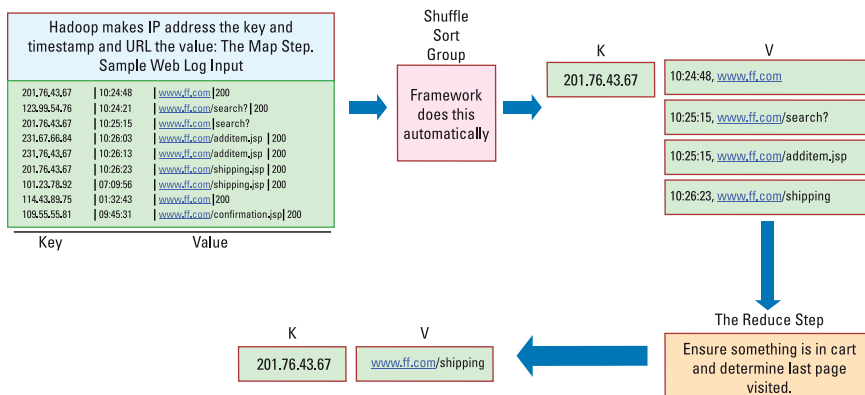 Hadoop makes IP address the key and
timestamp and URL the value: The Map Step.
Sample Web Log Input
201.76.43.67 | 10:24:48 | www.ff.com | 200
123.99.54.76 | 10:24:21 | www.ff.com/search? | 200
201.76.43.67 | 10:25:15 | www.ff.com | search?
231.67.66.84 | 10:26:03 | www.ff.com/additem.jsp | 200
231.76.43.67 | 10:26:13 | www.ff.com/additem.jsp | 200
201.76.43.67 | 10:26:23 | www.ff.com/shipping.jsp | 200
101.23.78.92 | 07:09:56 | www.ff.com/shipping.jsp | 200
114.43.89.75 | 01:32:43 | www.ff.com | 200
109.55.55.81 | 09:45:31 | www.ff.com/confirmation.jsp | 200
Key Value
Shuffle
Sort
Group
Framework
does this
automatically
K V
201.76.43.67
10:24:48, www.ff.com
10:25:15, www.ff.com/search?
10:25:15, www.ff.com/additem.jsp
10:26:23, www.ff.com/shipping
The Reduce Step
Ensure something is in cart
and determine last page
visited.
K V
201.76.43.67 www.ff.com/shipping